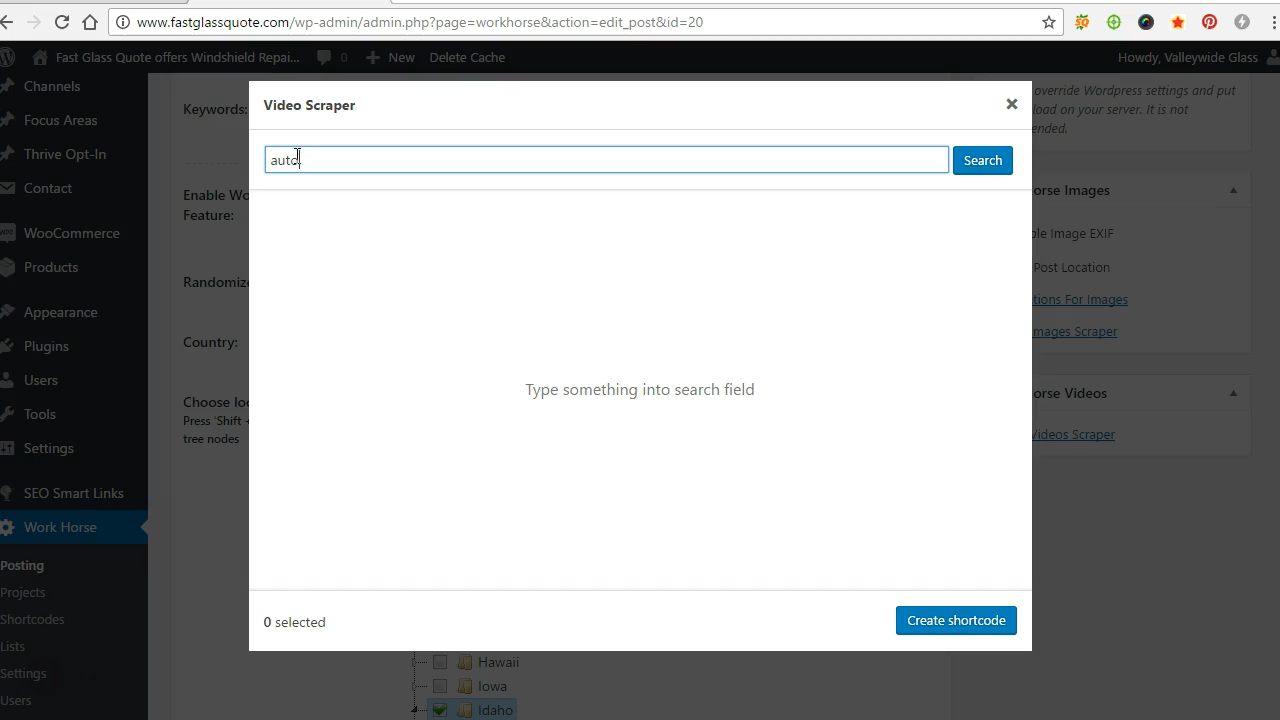 www.fastglassquote.com/wp-admin/admin.php?page=workhorse&action=edit_post&id=20
Fast Glass Quote offers Windshield Repai... 0 New Delete Cache Howdy, Valleywide Glass
Channels
Focus Areas
Thrive Opt-In
Contact
WooCommerce
Products
Appearance
Plugins
Users
Tools
Settings
SEO Smart Links
Work Horse
Posting
Projects
Shortcodes
Lists
Settings
Users
Keywords:
Enable Wo
Feature:
Randomize
Country:
Choose loc
Press 'Shift +
tree nodes
Video Scraper
auto
Search
Type something into search field
0 selected
Create shortcode
Hawaii
Iowa
Idaho
override Wordpress settings and put
load on your server. It is not
ended.
orse Images
ble Image EXIF
Post Location
tions For Images
mages Scraper
orse Videos
Videos Scraper